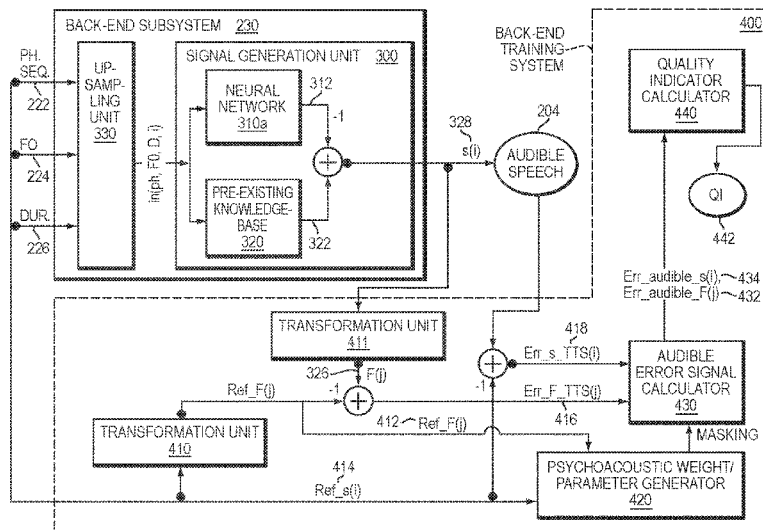 BACK-END SUBSYSTEM 230
PH. SEQ.
222
FO
224
DUR.
226
UP-
SAMP-
LING
UNIT
330
in(ph, F0, D, i)
SIGNAL GENERATION UNIT 300
NEURAL
NETWORK
310a
312
-1
PRE-EXISTING
KNOWLEDGE-
BASE
320
322
328
s(i)
BACK-END
TRAINING
SYSTEM
400
204
AUDIBLE
SPEECH
QUALITY
INDICATOR
CALCULATOR
440
QI
442
Err_audible_s(i), 434
Err_audible_F(j) 432
TRANSFORMATION UNIT
411
326
F(j)
-1
-1
418
Err_s_TTS(i)
Err_F_TTS(j)
416
AUDIBLE
ERROR SIGNAL
CALCULATOR
430
MASKING
Ref_F(j)
412 Ref_F(j)
TRANSFORMATION UNIT
410
414
Ref_s(i)
PSYCHOACOUSTIC WEIGHT/
PARAMETER GENERATOR
420